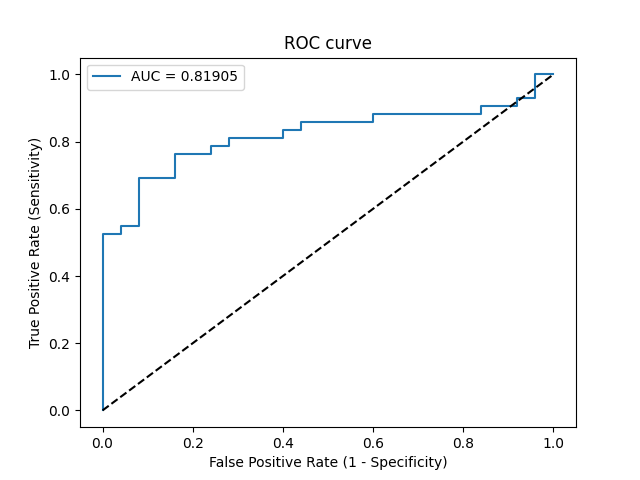 ROC curve
AUC = 0.81905
True Positive Rate (Sensitivity)
1.0
0.8
0.6
0.4
0.2
0.0
0.0 0.2 0.4 0.6 0.8 1.0
False Positive Rate (1 - Specificity)